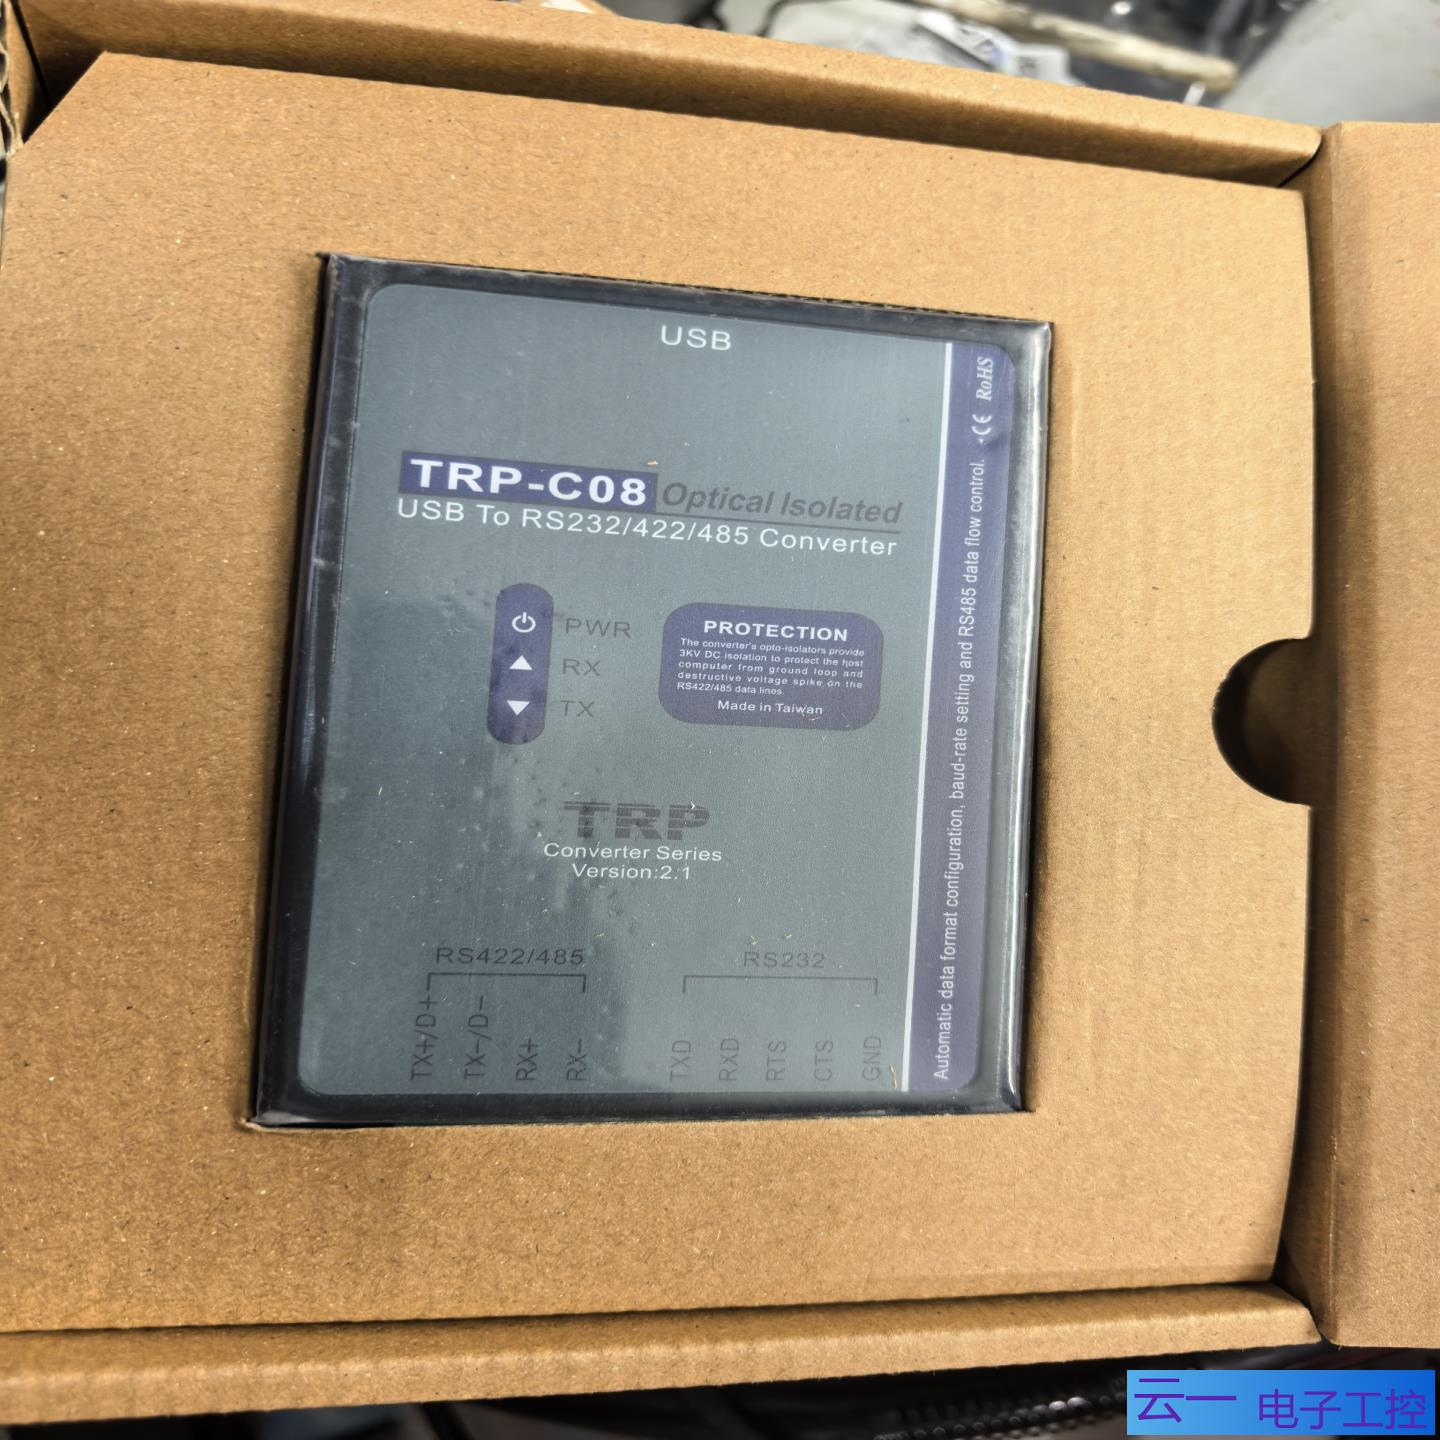 USB
TRP-C08 Optical Isolated
USB To RS232/422/485 Converter
PWR
RX
TX
PROTECTION
The converter's opto-isolators provide
3KV DC isolation to protect the host
computer from ground loop and
destructive voltage spike on the
RS422/485 data lines.
Made in Taiwan
TRP
Converter Series
Version:2.1
RS422/485
TX+/D+
TX-/D-
RX+
RX-
RS232
TXD
RXD
RTS
CTS
GND
Automatic data format configuration, baud-rate setting and RS485 data flow control. CE RoHS
云一 电子工控